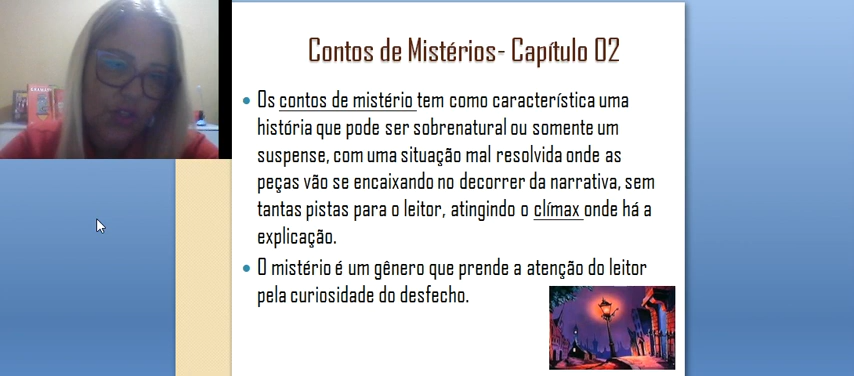 Contos de Mistérios- Capítulo 02
• Os contos de mistério tem como característica uma
história que pode ser sobrenatural ou somente um
suspense, com uma situação mal resolvida onde as
peças vão se encaixando no decorrer da narrativa, sem
tantas pistas para o leitor, atingindo o clímax onde há a
explicação.
• O mistério é um gênero que prende a atenção do leitor
pela curiosidade do desfecho.